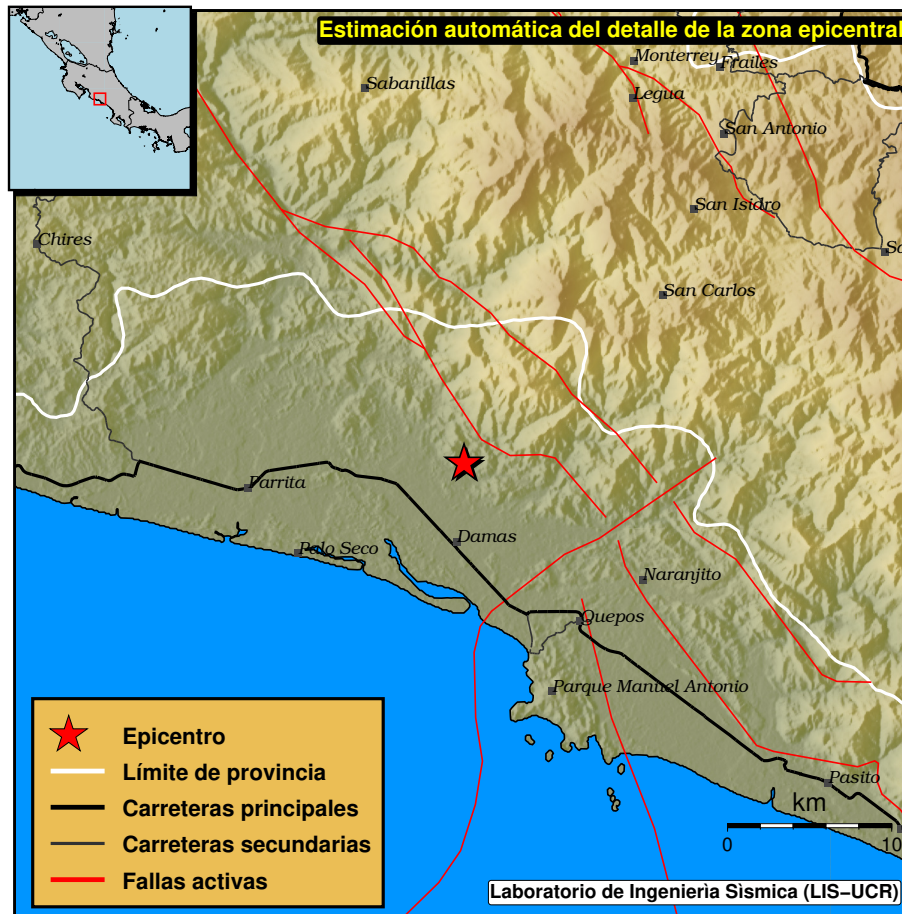 Estimación automática del detalle de la zona epicentral
Monterrey
Frailes
Sabanillas
Legua
San Antonio
San Isidro
Chires
San Carlos
Parrita
Damas
Palo Seco
Naranjito
Quepos
Parque Manuel Antonio
Pasito
Epicentro
Límite de provincia
Carreteras principales
Carreteras secundarias
Fallas activas
km
0
10
Laboratorio de Ingenierìa Sìsmica (LIS–UCR)